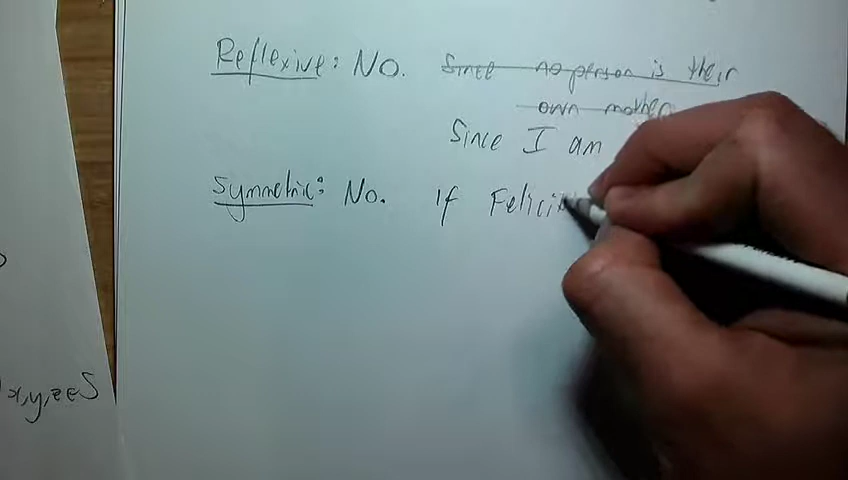 Reflexive: No. Since no person is their
own mother
Since I am
Symmetric: No. If Felici
x,y,z∈S